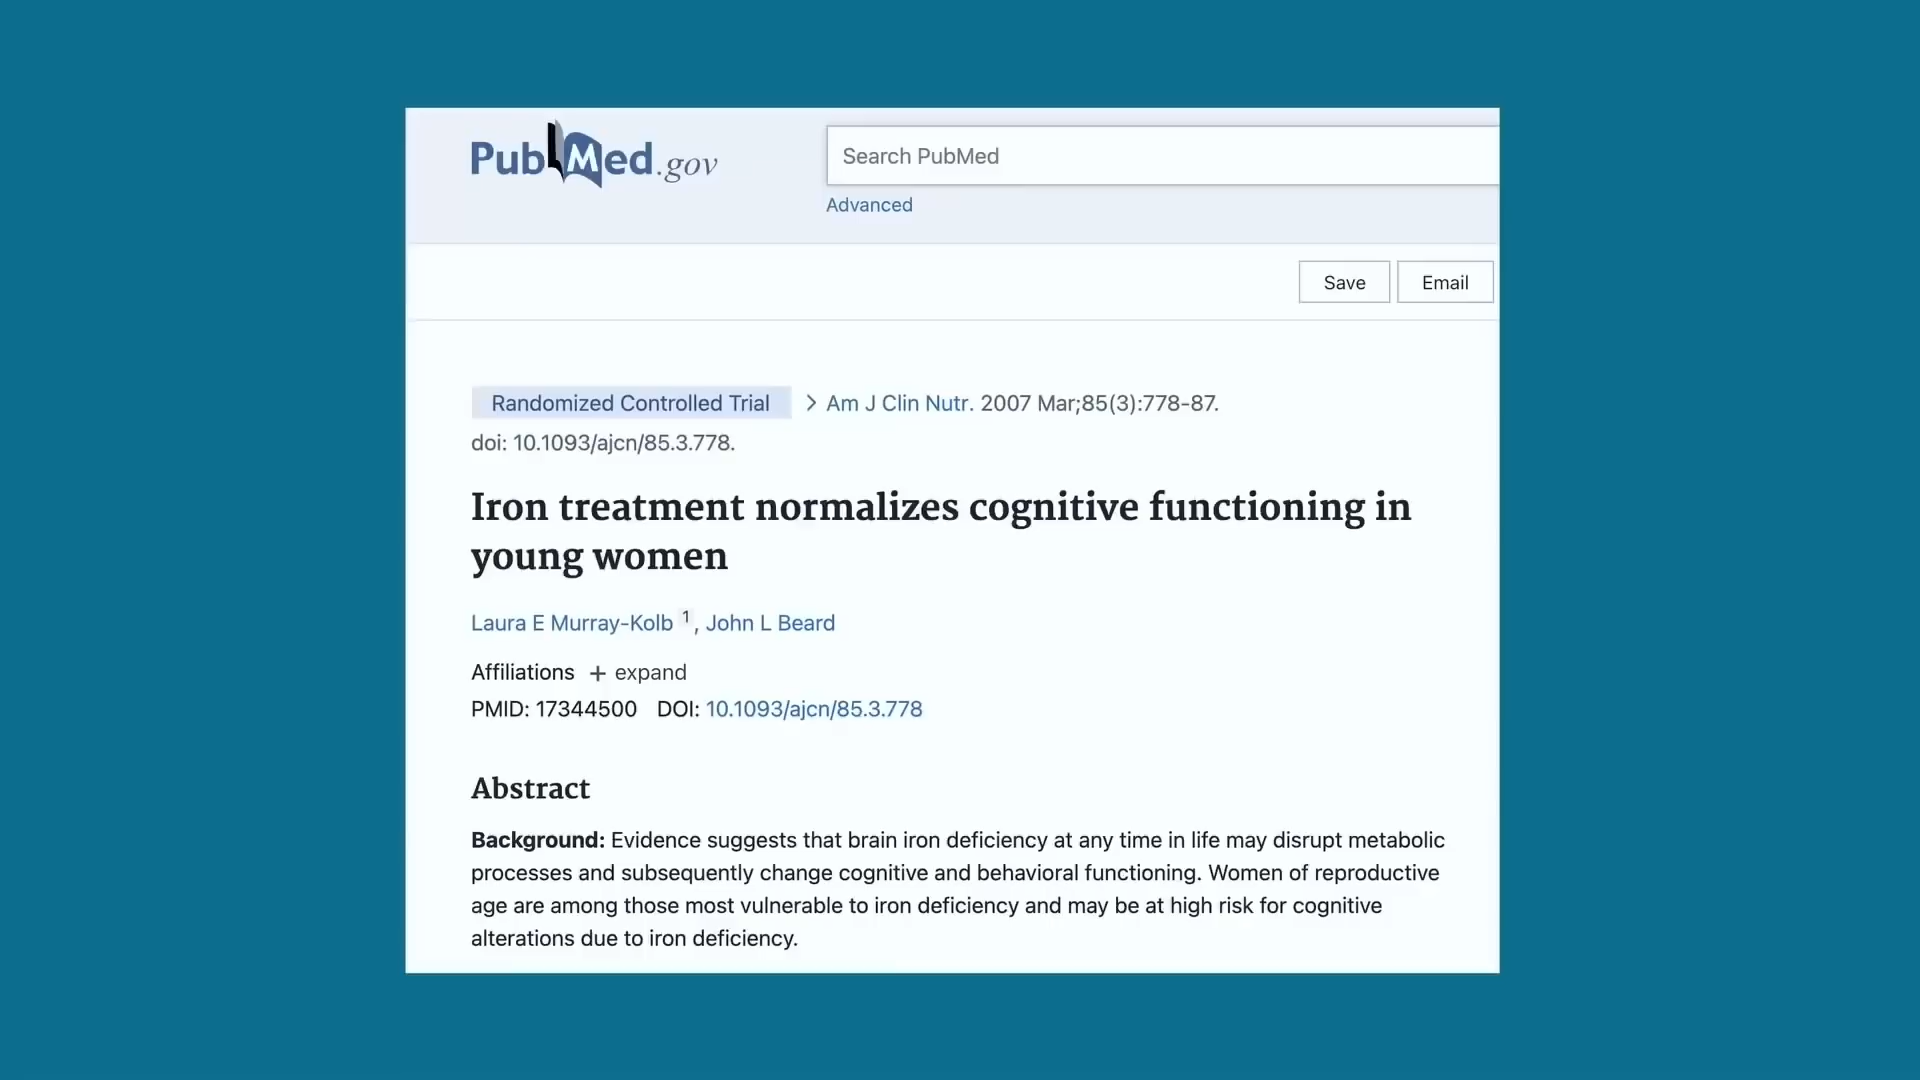 PubMed.gov
Search PubMed
Advanced
Save
Email
Randomized Controlled Trial > Am J Clin Nutr. 2007 Mar;85(3):778-87.
doi: 10.1093/ajcn/85.3.778.
Iron treatment normalizes cognitive functioning in
young women
Laura E Murray-Kolb 1, John L Beard
Affiliations + expand
PMID: 17344500 DOI: 10.1093/ajcn/85.3.778
Abstract
Background: Evidence suggests that brain iron deficiency at any time in life may disrupt metabolic
processes and subsequently change cognitive and behavioral functioning. Women of reproductive
age are among those most vulnerable to iron deficiency and may be at high risk for cognitive
alterations due to iron deficiency.